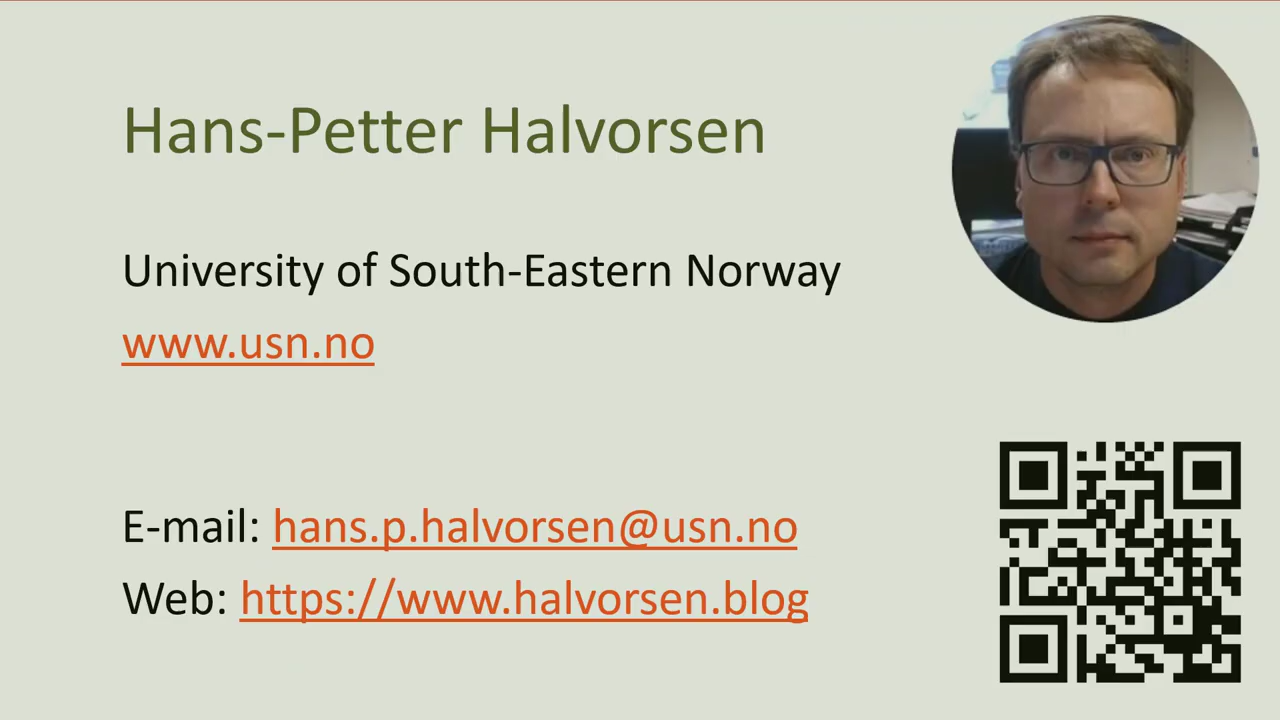 Hans-Petter Halvorsen
University of South-Eastern Norway
www.usn.no
E-mail: hans.p.halvorsen@usn.no
Web: https://www.halvorsen.blog